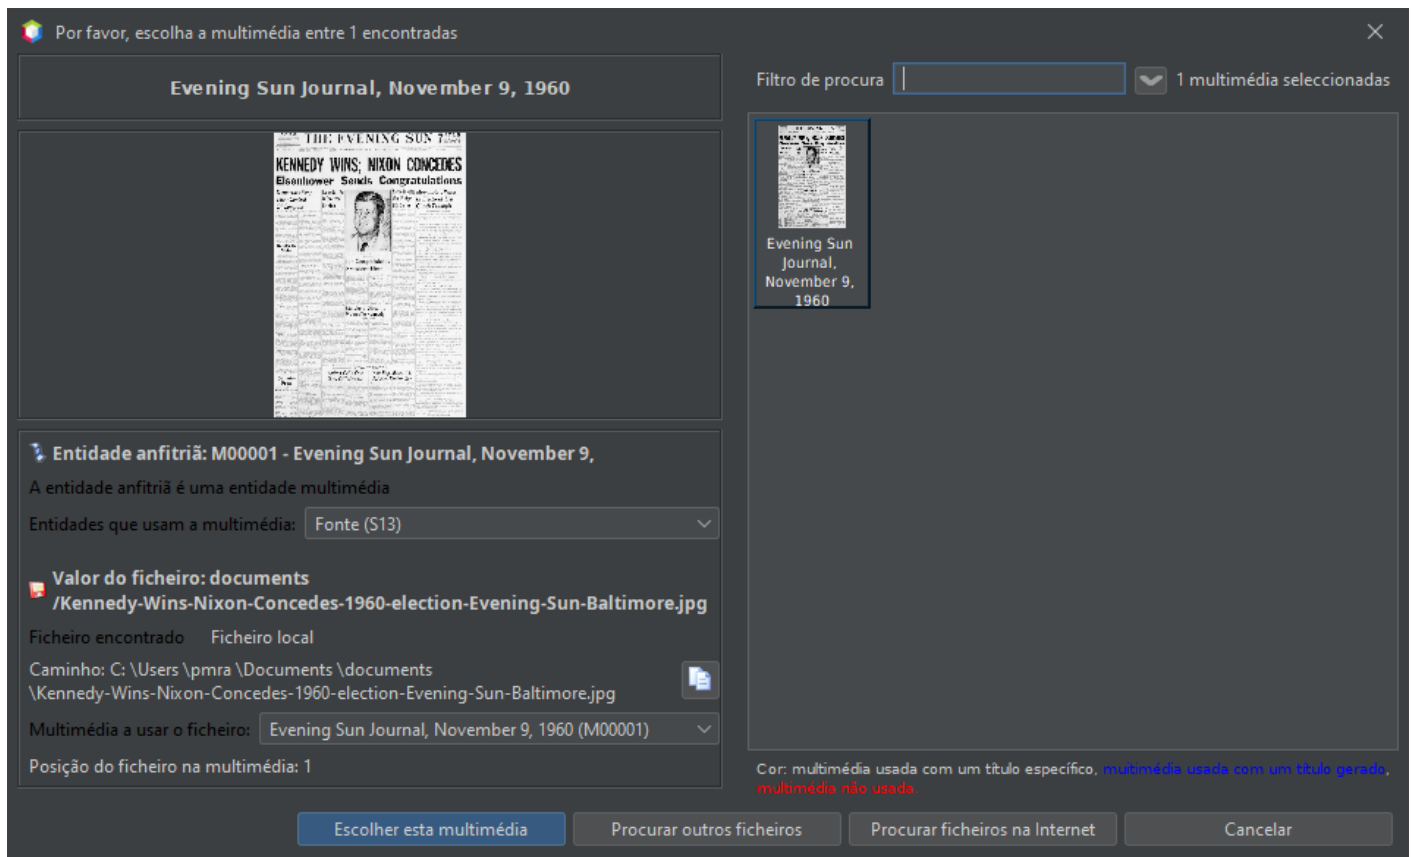 Por favor, escolha a multimédia entre 1 encontradas
Evening Sun Journal, November 9, 1960
THE EVENING SUN
KENNEDY WINS; NIXON CONCEDES
Eisenhower Sends Congratulations
Entidade anfitriã: M00001 - Evening Sun Journal, November 9,
A entidade anfitriã é uma entidade multimédia
Entidades que usam a multimédia: Fonte (S13)
Valor do ficheiro: documents
/Kennedy-Wins-Nixon-Concedes-1960-election-Evening-Sun-Baltimore.jpg
Ficheiro encontrado Ficheiro local
Caminho: C: \Users \pmra \Documents \documents
\Kennedy-Wins-Nixon-Concedes-1960-election-Evening-Sun-Baltimore.jpg
Multimédia a usar o ficheiro: Evening Sun Journal, November 9, 1960 (M00001)
Posição do ficheiro na multimédia: 1
Filtro de procura 1 multimédia seleccionadas
Evening Sun
Journal,
November 9,
1960
Cor: multimédia usada com um título específico, muitimédia usada com um título gerado,
multimédia não usada.
Escolher esta multimédia Procurar outros ficheiros Procurar ficheiros na Internet Cancelar